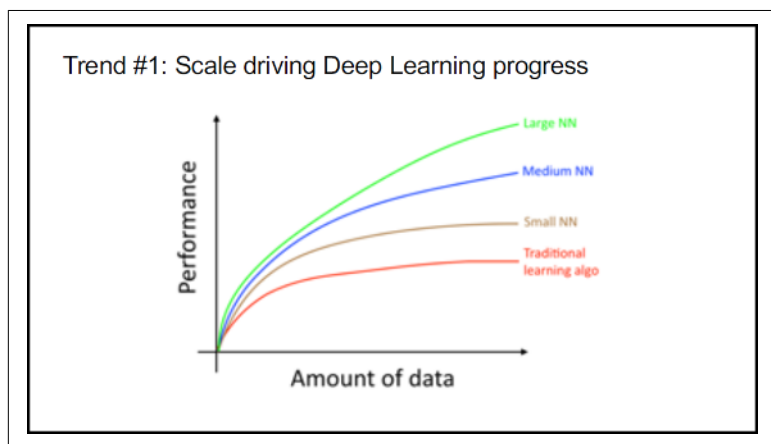 Trend #1: Scale driving Deep Learning progress
Large NN
Medium NN
Small NN
Traditional
learning algo
Performance
Amount of data